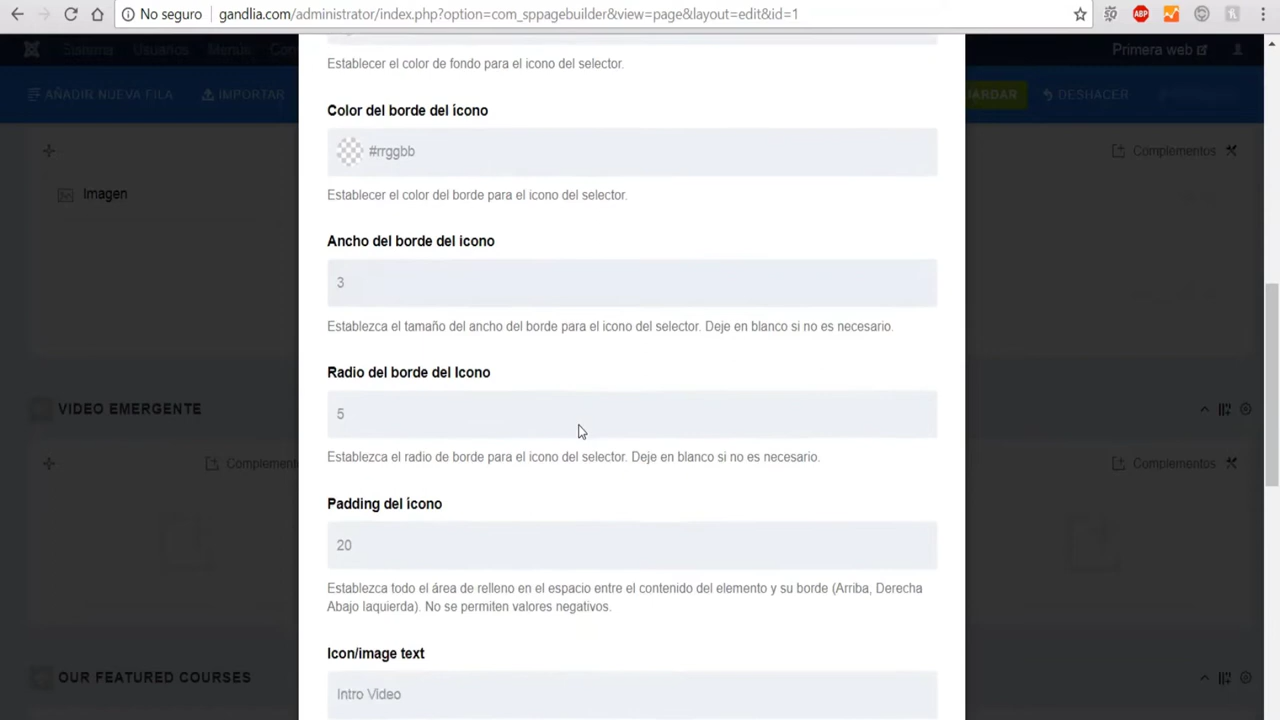 No seguro gandlia.com/administrator/index.php?option=com_sppagebuilder&view=page&layout=edit&id=1
ABP
Sistema Usuarios Menús Primera web
AÑADIR NUEVA FILA IMPORTAR DESHACER
Establecer el color de fondo para el icono del selector.
Color del borde del ícono
#rrggbb
Complementos
Imagen
Establecer el color del borde para el icono del selector.
Ancho del borde del icono
3
Establezca el tamaño del ancho del borde para el icono del selector. Deje en blanco si no es necesario.
Radio del borde del Icono
5
VIDEO EMERGENTE
Establezca el radio de borde para el icono del selector. Deje en blanco si no es necesario.
Complementos
Padding del ícono
20
Establezca todo el área de relleno en el espacio entre el contenido del elemento y su borde (Arriba, Derecha
Abajo Iaquierda). No se permiten valores negativos.
Icon/image text
OUR FEATURED COURSES
Intro Video